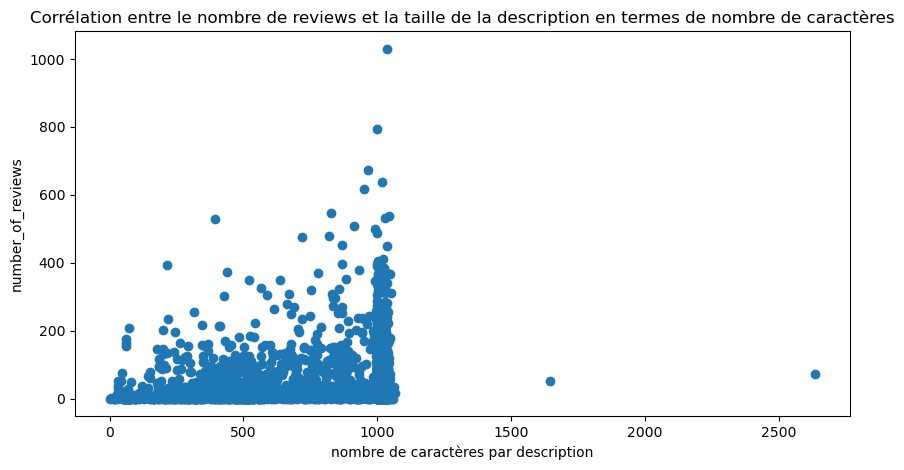 Corrélation entre le nombre de reviews et la taille de la description en termes de nombre de caractères
number_of_reviews
1000
800
600
400
200
0
0 500 1000 1500 2000 2500
nombre de caractères par description